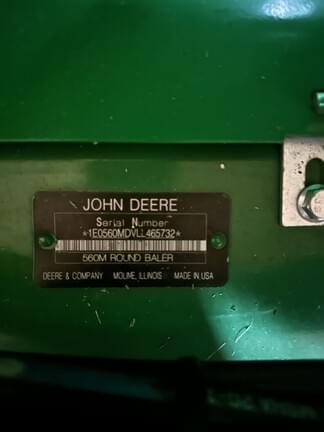 JOHN DEERE
Serial Number
*1E0560MDVLL465732*
560M ROUND BALER
DEERE & COMPANY MOLINE, ILLINOIS MADE IN USA